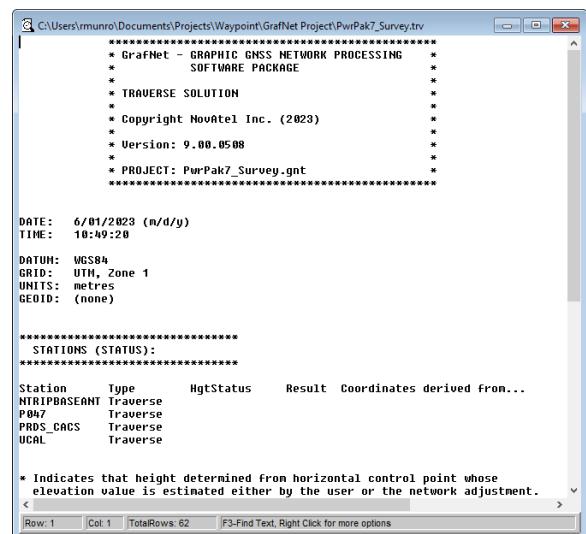 C:\Users\rmunro\Documents\Projects\Waypoint\GrafNet Project\PwrPak7_Survey.trv
************************************************
* GrafNet - GRAPHIC GNSS NETWORK PROCESSING    *
*           SOFTWARE PACKAGE                   *
*                                              *
* TRAVERSE SOLUTION                            *
*                                              *
* Copyright NovAtel Inc. (2023)                *
*                                              *
* Version: 9.00.0508                           *
*                                              *
* PROJECT: PwrPak7_Survey.gnt                  *
************************************************
DATE:   6/01/2023 (m/d/y)
TIME:   10:49:20
DATUM:  WGS84
GRID:   UTM, Zone 1
UNITS:  metres
GEOID:  (none)
********************************
STATIONS (STATUS):
********************************
Station     Type        HgtStatus     Result  Coordinates derived from...
NTRIPBASEANT Traverse
P047         Traverse
PRDS_CACS    Traverse
UCAL         Traverse
* Indicates that height determined from horizontal control point whose
elevation value is estimated either by the user or the network adjustment.
Row: 1 Col: 1 TotalRows: 62 F3-Find Text, Right Click for more options